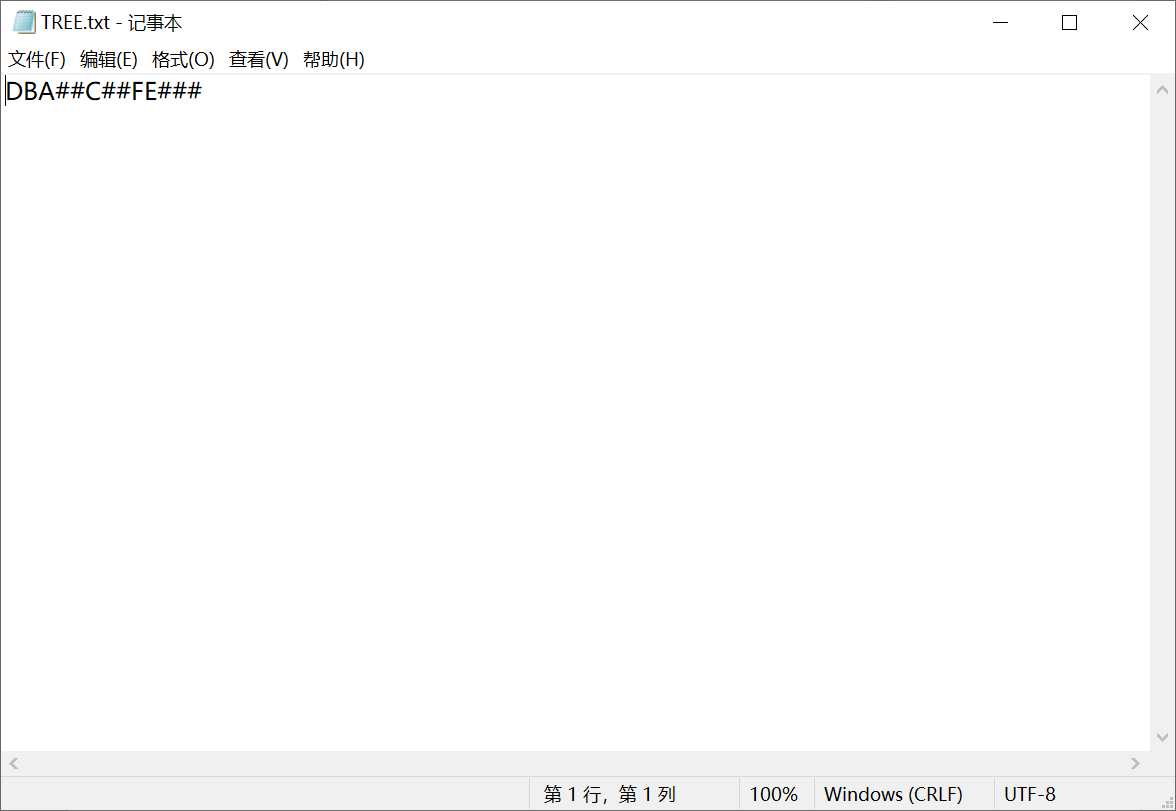 TREE.txt - 记事本
文件(F) 编辑(E) 格式(O) 查看(V) 帮助(H)
DBA##C##FE###
第 1 行，第 1 列 100% Windows (CRLF) UTF-8